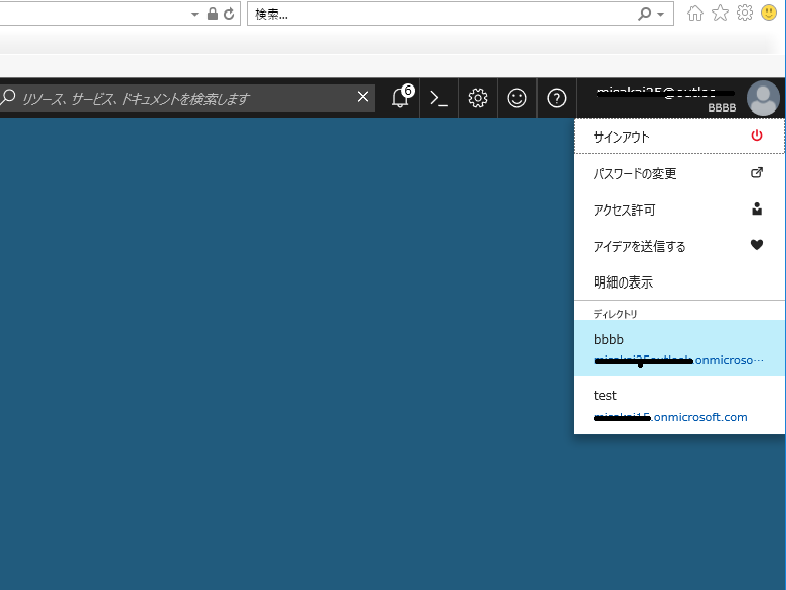 検索...
リソース、サービス、ドキュメントを検索します
6
BBBB
サインアウト
パスワードの変更
アクセス許可
アイデアを送信する
明細の表示
ディレクトリ
bbbb
.onmicroso…
test
.onmicrosoft.com